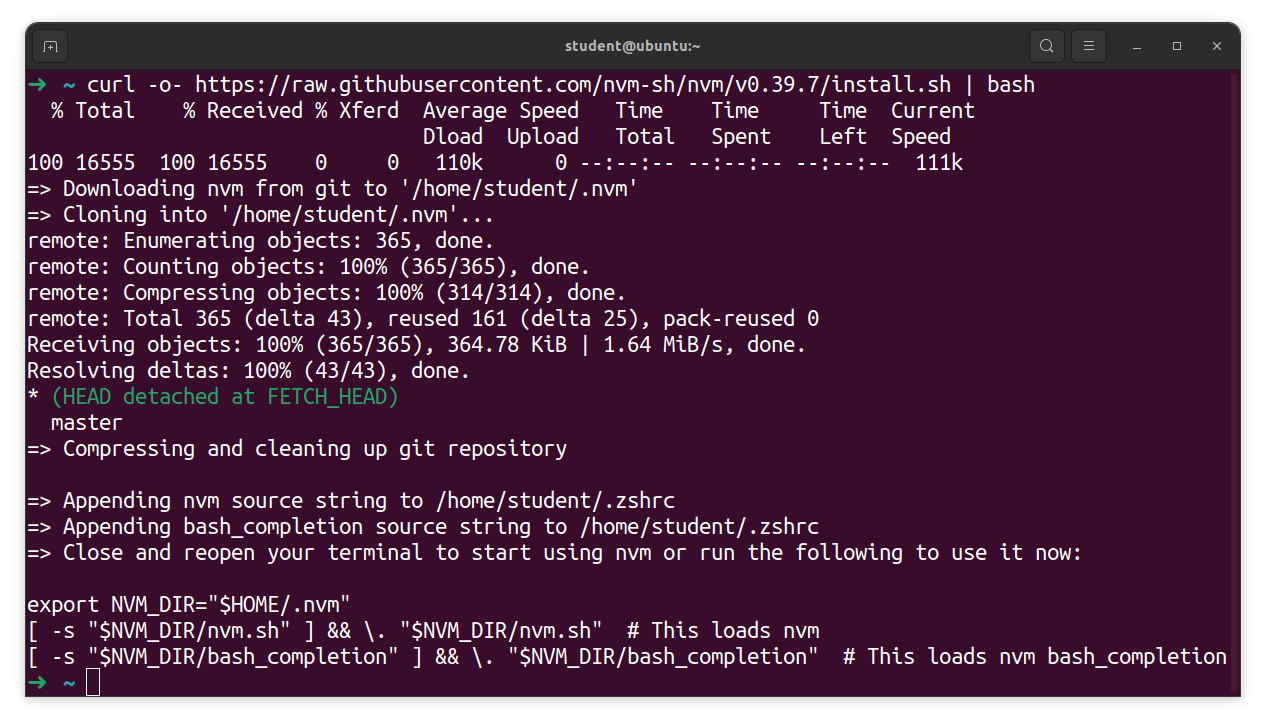 student@ubuntu:~
➜ ~ curl -o- https://raw.githubusercontent.com/nvm-sh/nvm/v0.39.7/install.sh | bash
  % Total    % Received % Xferd  Average Speed   Time    Time     Time  Current
                                 Dload  Upload   Total   Spent    Left  Speed
100 16555  100 16555    0     0   110k      0 --:--:-- --:--:-- --:--:--  111k
=> Downloading nvm from git to '/home/student/.nvm'
=> Cloning into '/home/student/.nvm'...
remote: Enumerating objects: 365, done.
remote: Counting objects: 100% (365/365), done.
remote: Compressing objects: 100% (314/314), done.
remote: Total 365 (delta 43), reused 161 (delta 25), pack-reused 0
Receiving objects: 100% (365/365), 364.78 KiB | 1.64 MiB/s, done.
Resolving deltas: 100% (43/43), done.
* (HEAD detached at FETCH_HEAD)
  master
=> Compressing and cleaning up git repository

=> Appending nvm source string to /home/student/.zshrc
=> Appending bash_completion source string to /home/student/.zshrc
=> Close and reopen your terminal to start using nvm or run the following to use it now:

export NVM_DIR="$HOME/.nvm"
[ -s "$NVM_DIR/nvm.sh" ] && \. "$NVM_DIR/nvm.sh"  # This loads nvm
[ -s "$NVM_DIR/bash_completion" ] && \. "$NVM_DIR/bash_completion"  # This loads nvm bash_completion
➜ ~